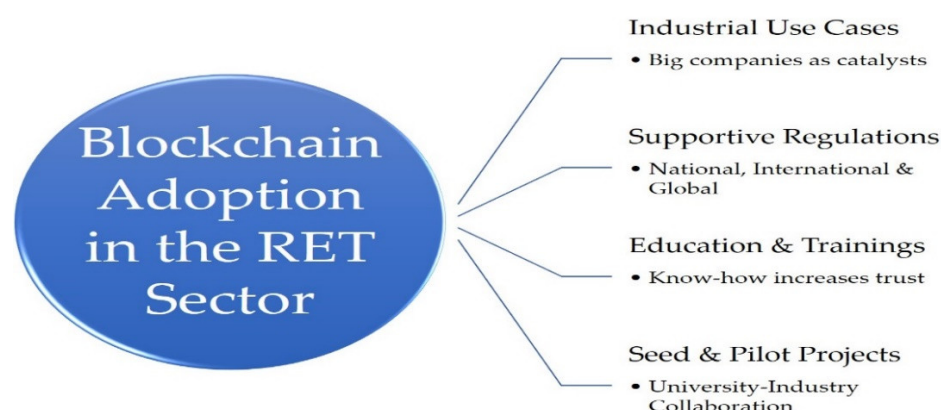 Blockchain
Adoption
in the RET
Sector
Industrial Use Cases
• Big companies as catalysts
Supportive Regulations
• National, International &
Global
Education & Trainings
• Know-how increases trust
Seed & Pilot Projects
• University-Industry
Collaboration